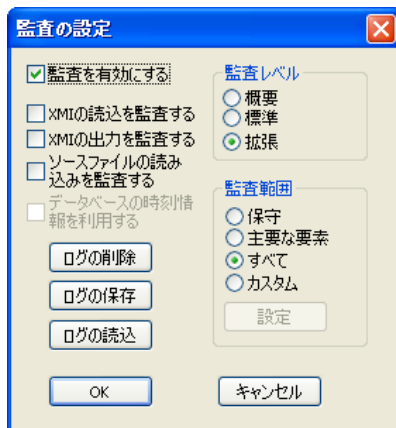 監査の設定
監査を有効にする
XMIの読込を監査する
XMIの出力を監査する
ソースファイルの読み
込みを監査する
データベースの時刻情
報を利用する
ログの削除
ログの保存
ログの読込
監査レベル
概要
標準
拡張
監査範囲
保守
主要な要素
すべて
カスタム
設定
OK
キャンセル